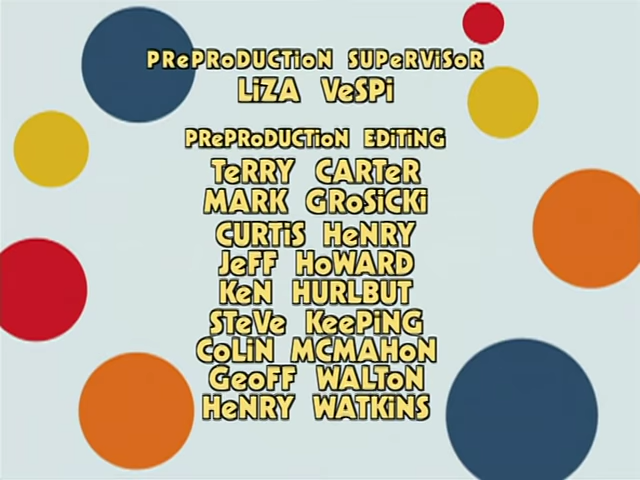 PRePRoDUCTioN SUPeRViSoR
LiZA VeSPi
PRePRoDUCTioN EDiTiNG
TeRRY CARTeR
MARK GRoSiCKi
CURTiS HeNRY
JeFF HoWARD
KeN HURLBUT
STeVe KeePiNG
CoLiN MCMAHoN
GeoFF WALToN
HeNRY WATKiNS